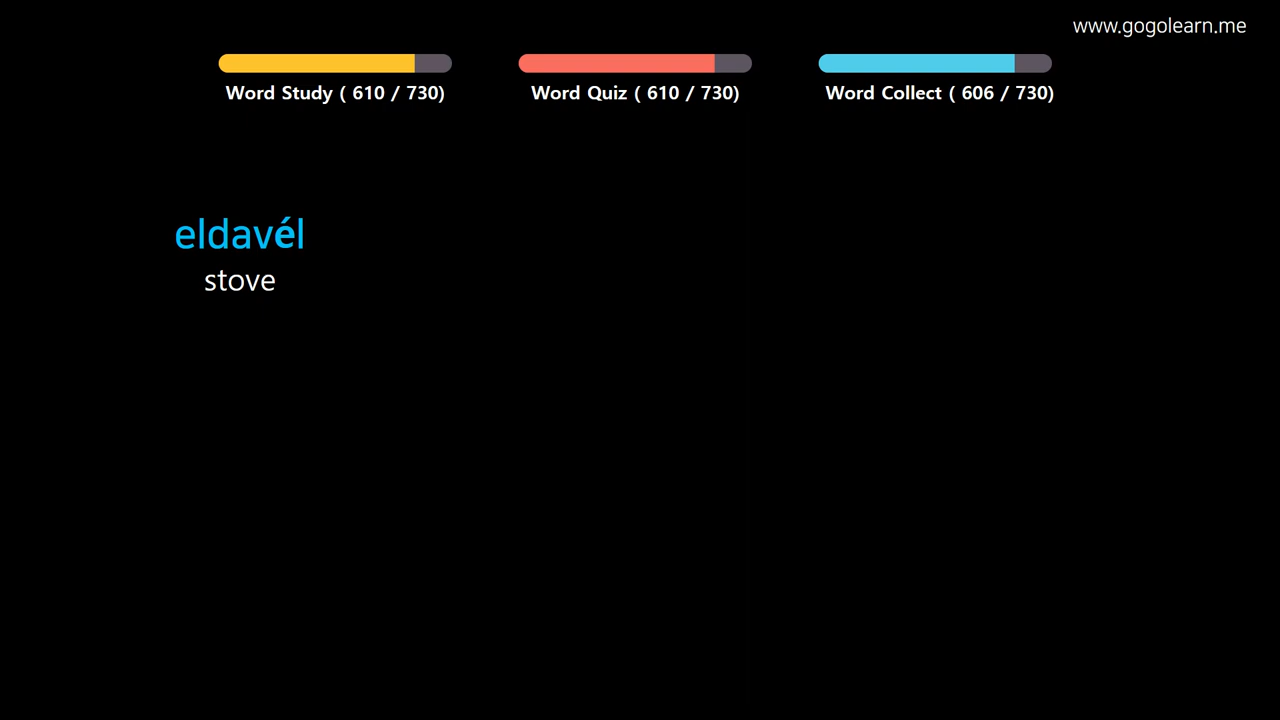 www.gogolearn.me
Word Study ( 610 / 730)
Word Quiz ( 610 / 730)
Word Collect ( 606 / 730)
eldavél
stove